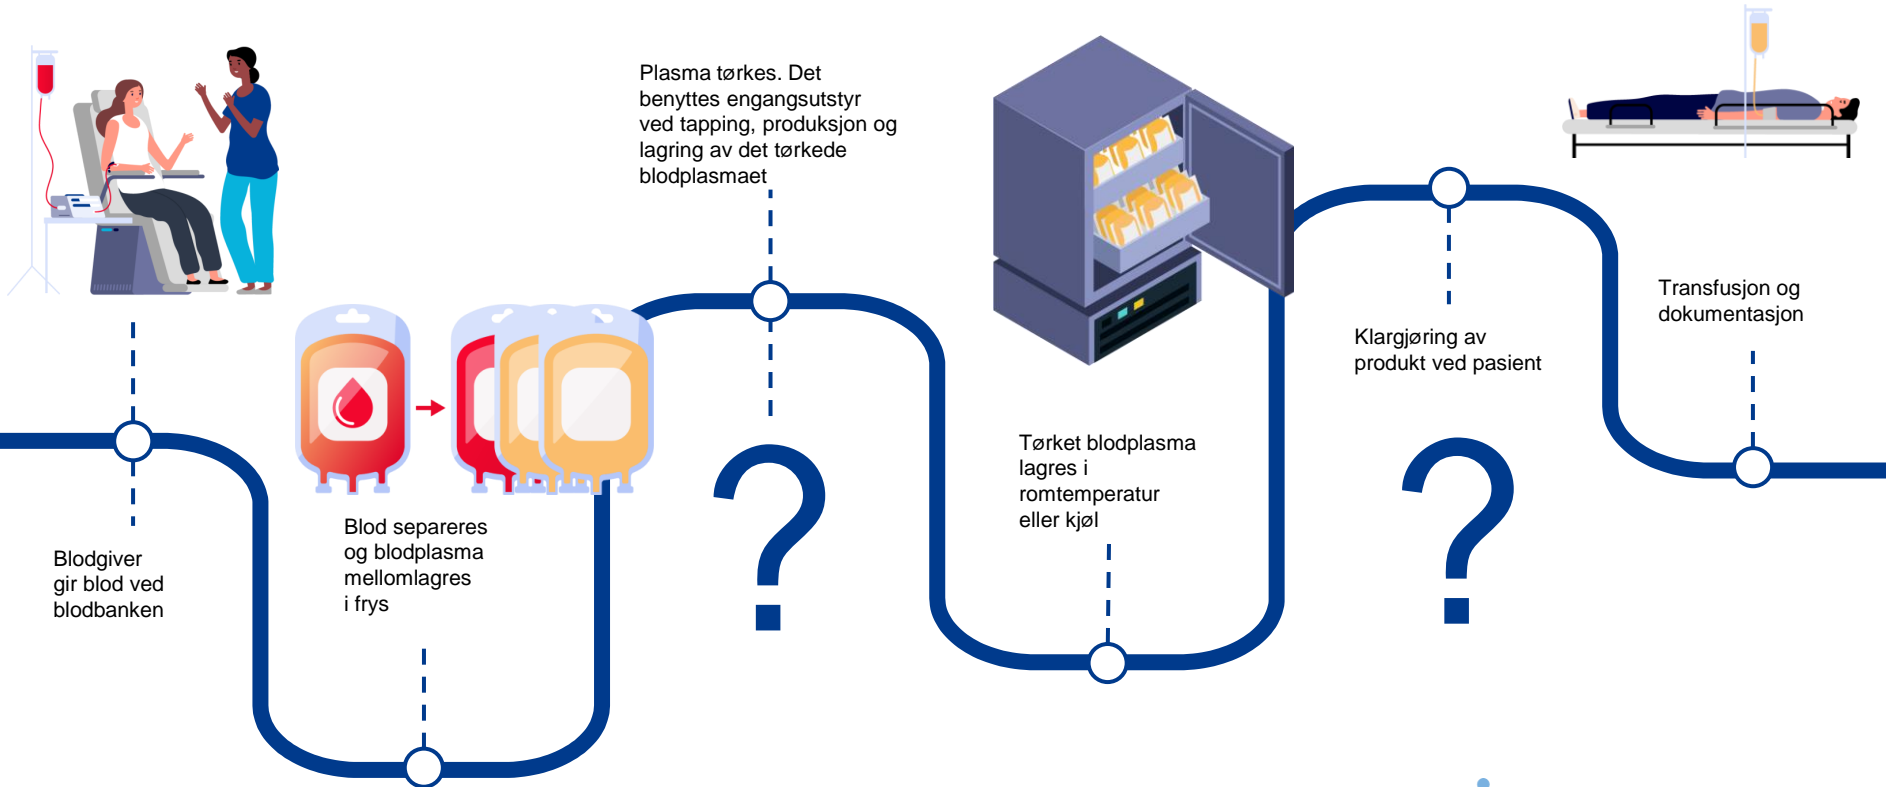 Blodgiver
gir blod ved
blodbanken
Blod separeres
og blodplasma
mellomlagres
i frys
Plasma tørkes. Det
benyttes engangsutstyr
ved tapping, produksjon og
lagring av det tørkede
blodplasmaet
?
Tørket blodplasma
lagres i
romtemperatur
eller kjøl
Klargjøring av
produkt ved pasient
?
Transfusjon og
dokumentasjon